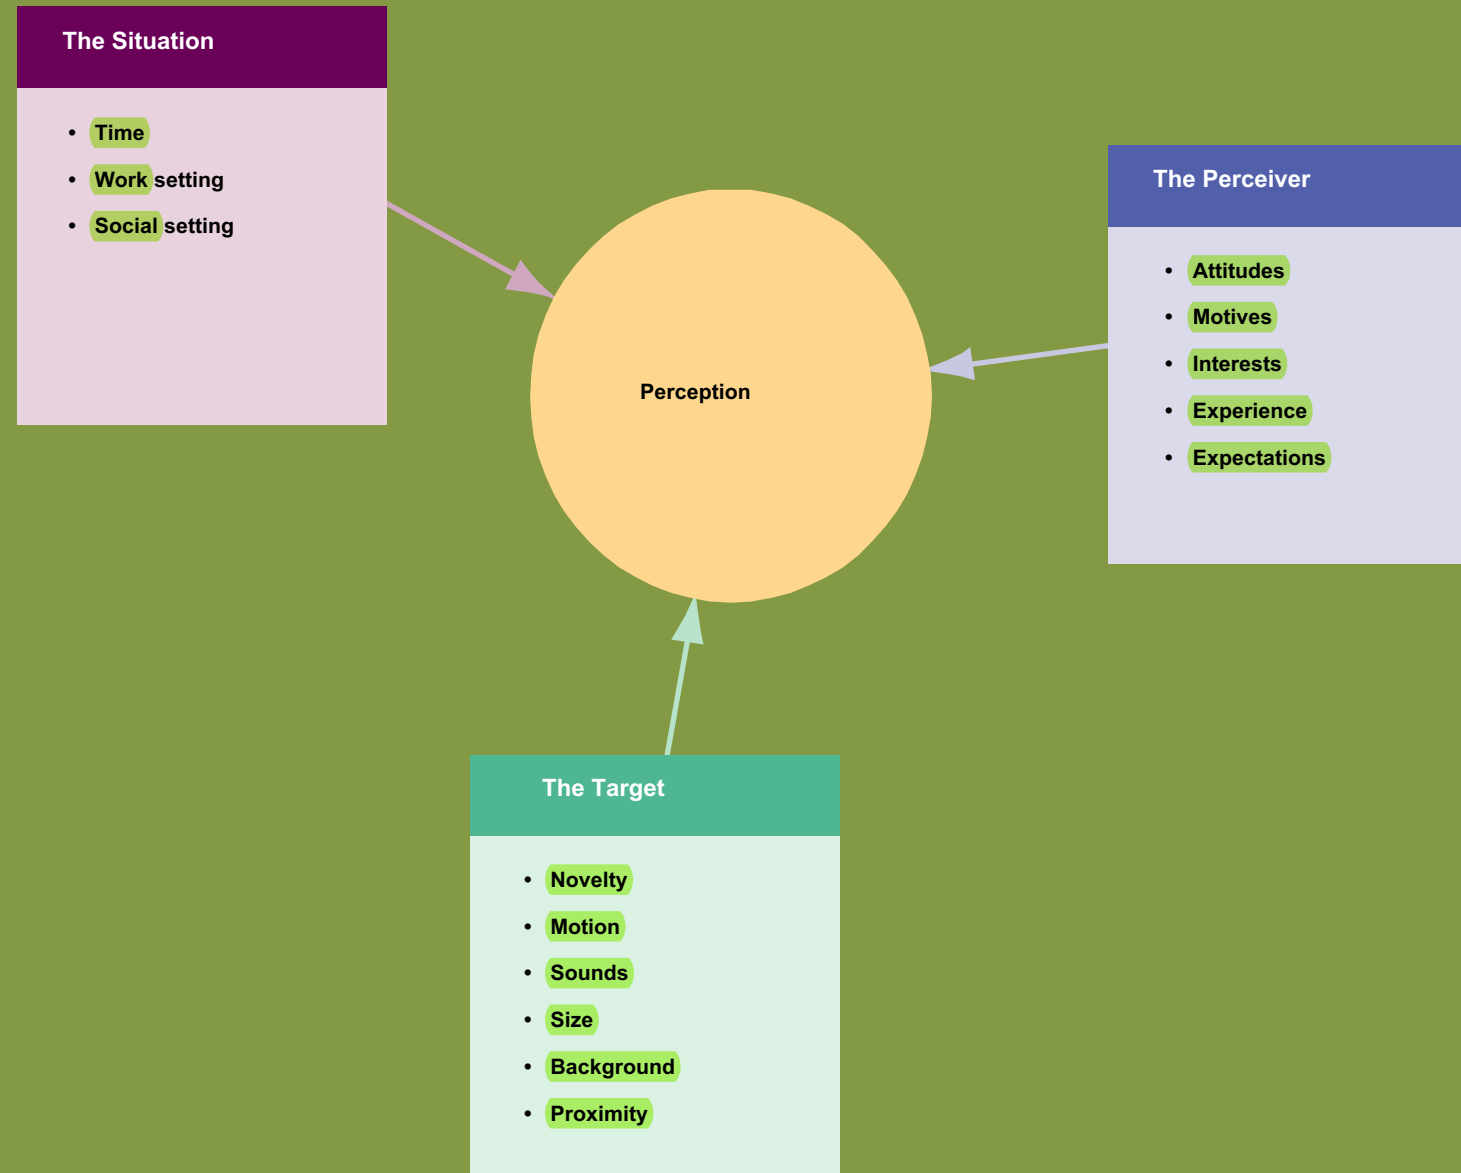 The Situation
• Time
• Work setting
• Social setting
The Perceiver
• Attitudes
• Motives
• Interests
• Experience
• Expectations
Perception
The Target
• Novelty
• Motion
• Sounds
• Size
• Background
• Proximity